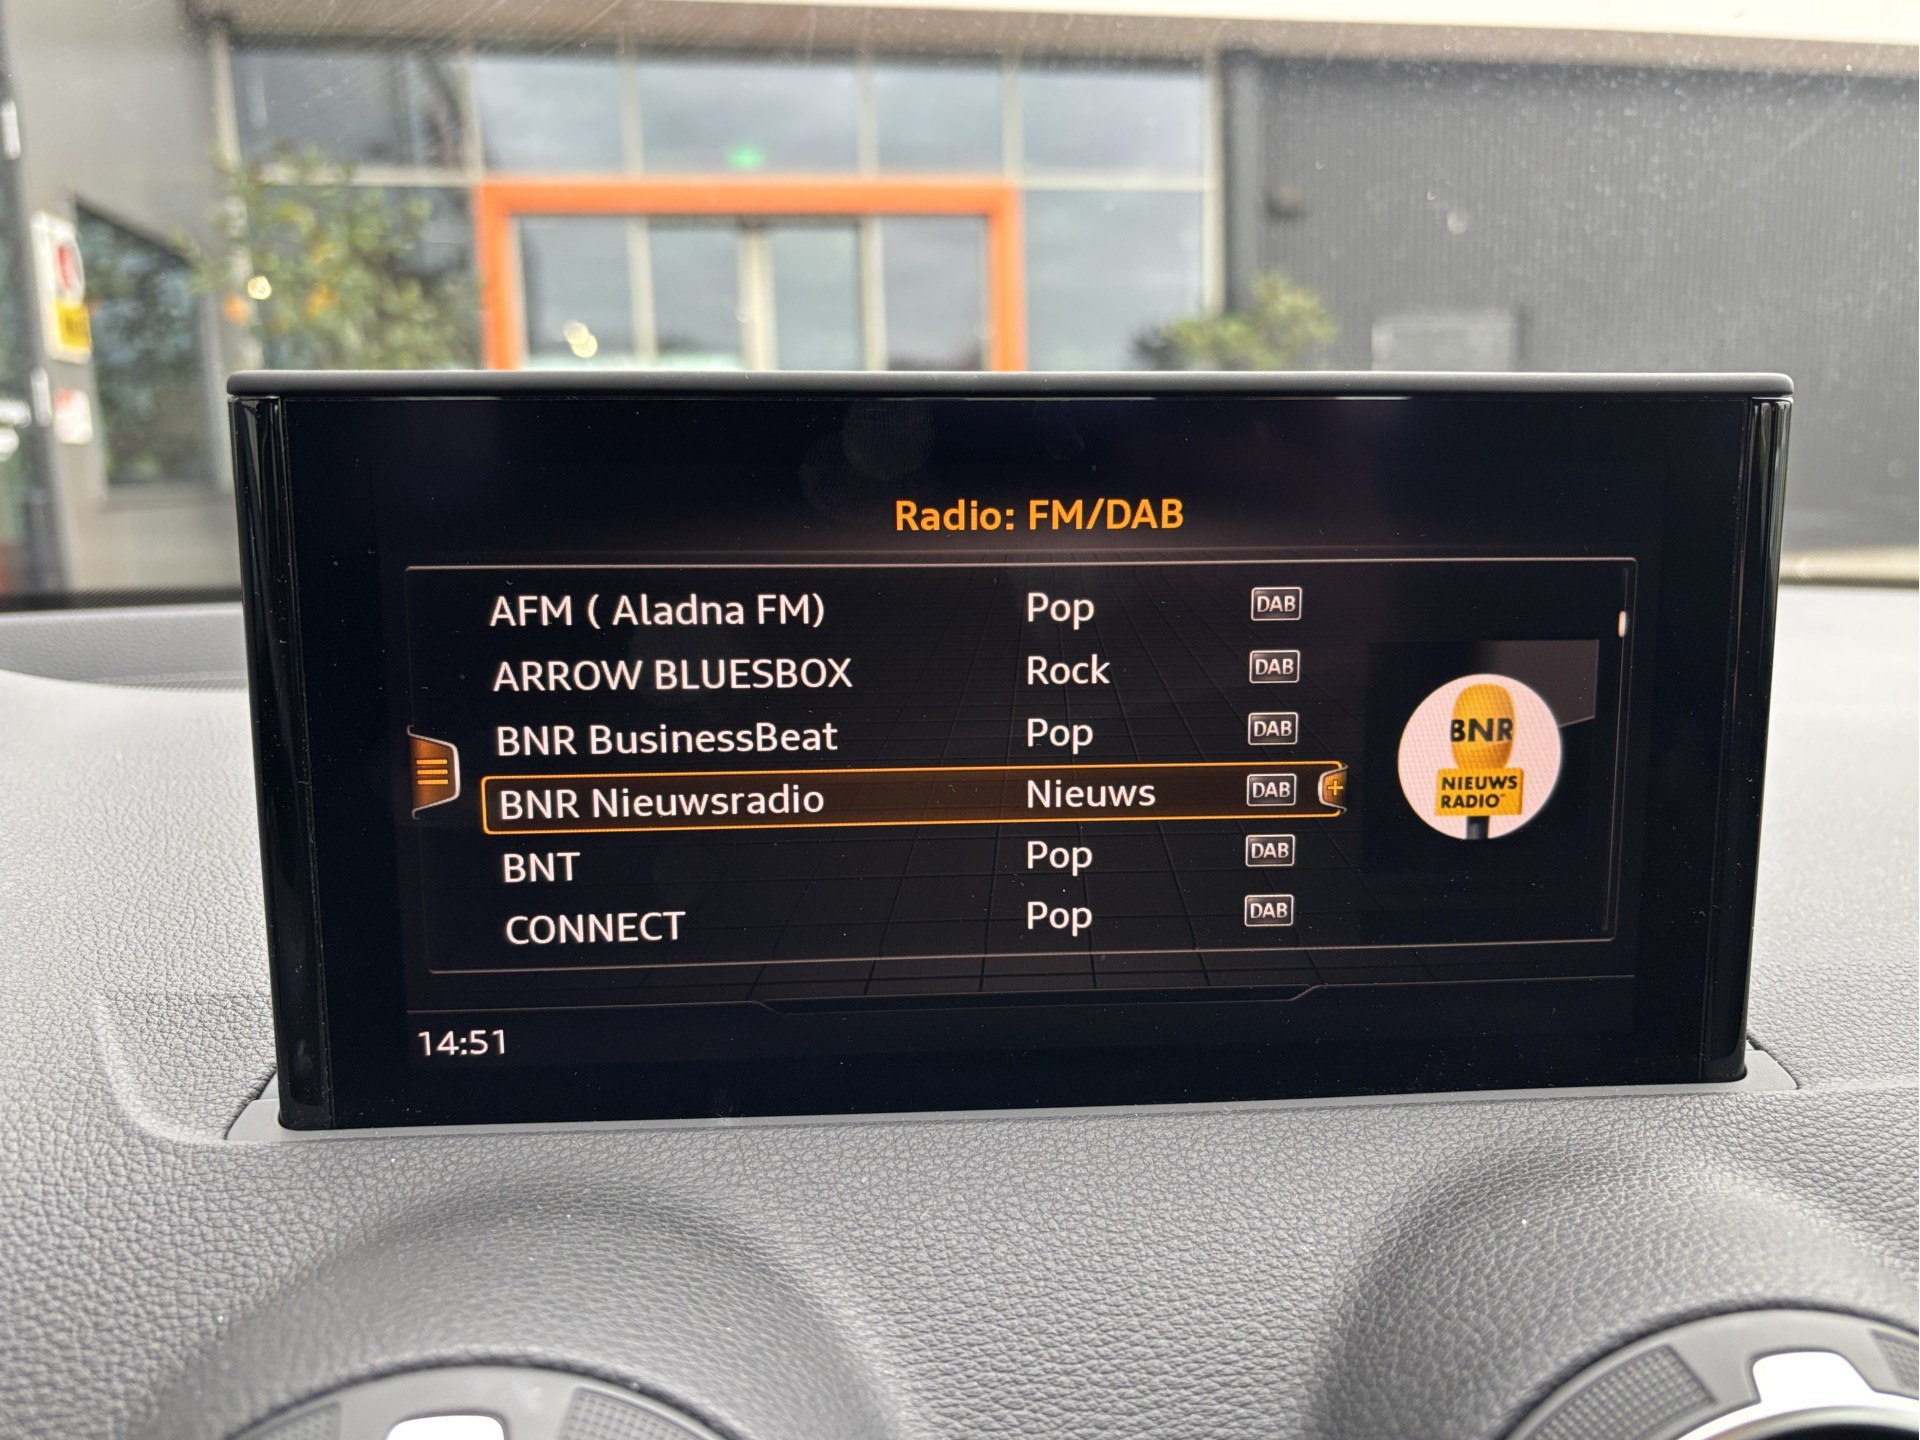 Radio: FM/DAB
AFM ( Aladna FM) Pop DAB
ARROW BLUESBOX Rock DAB
BNR BusinessBeat Pop DAB
BNR Nieuwsradio Nieuws DAB +
BNT Pop DAB
CONNECT Pop DAB
BNR
NIEUWS
RADIO
14:51